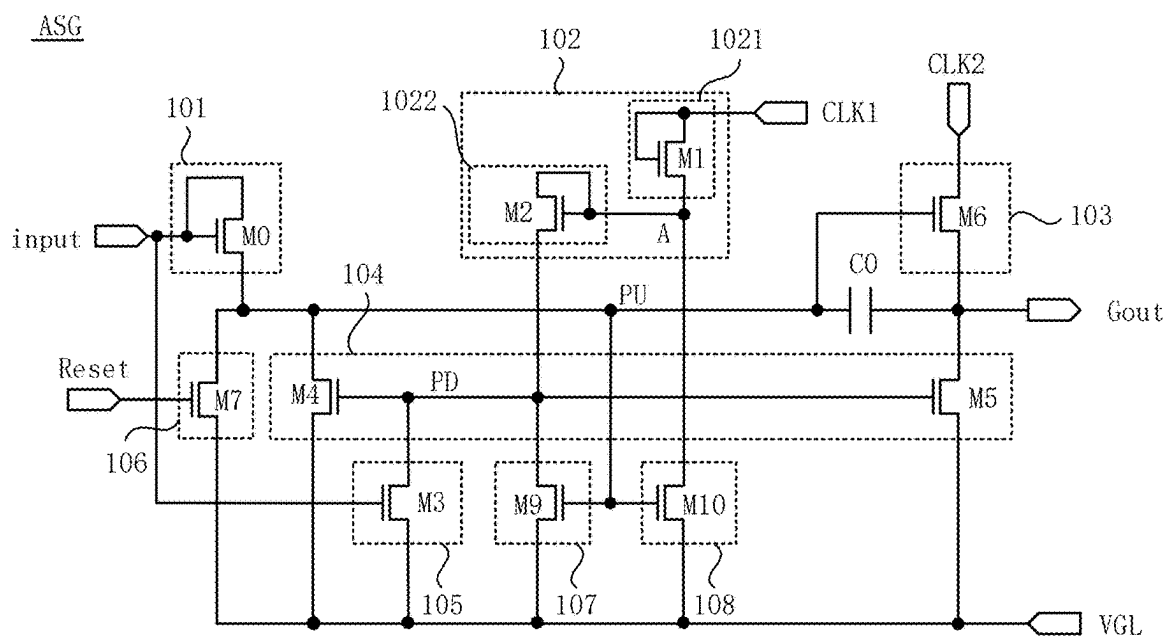 ASG
102
1021
CLK2
1022
CLK1
101
M1
M2
M6
103
input
M0
A
104
C0
PU
Gout
Reset
PD
M7
M4
M5
106
M3
M9
M10
105
107
108
VGL